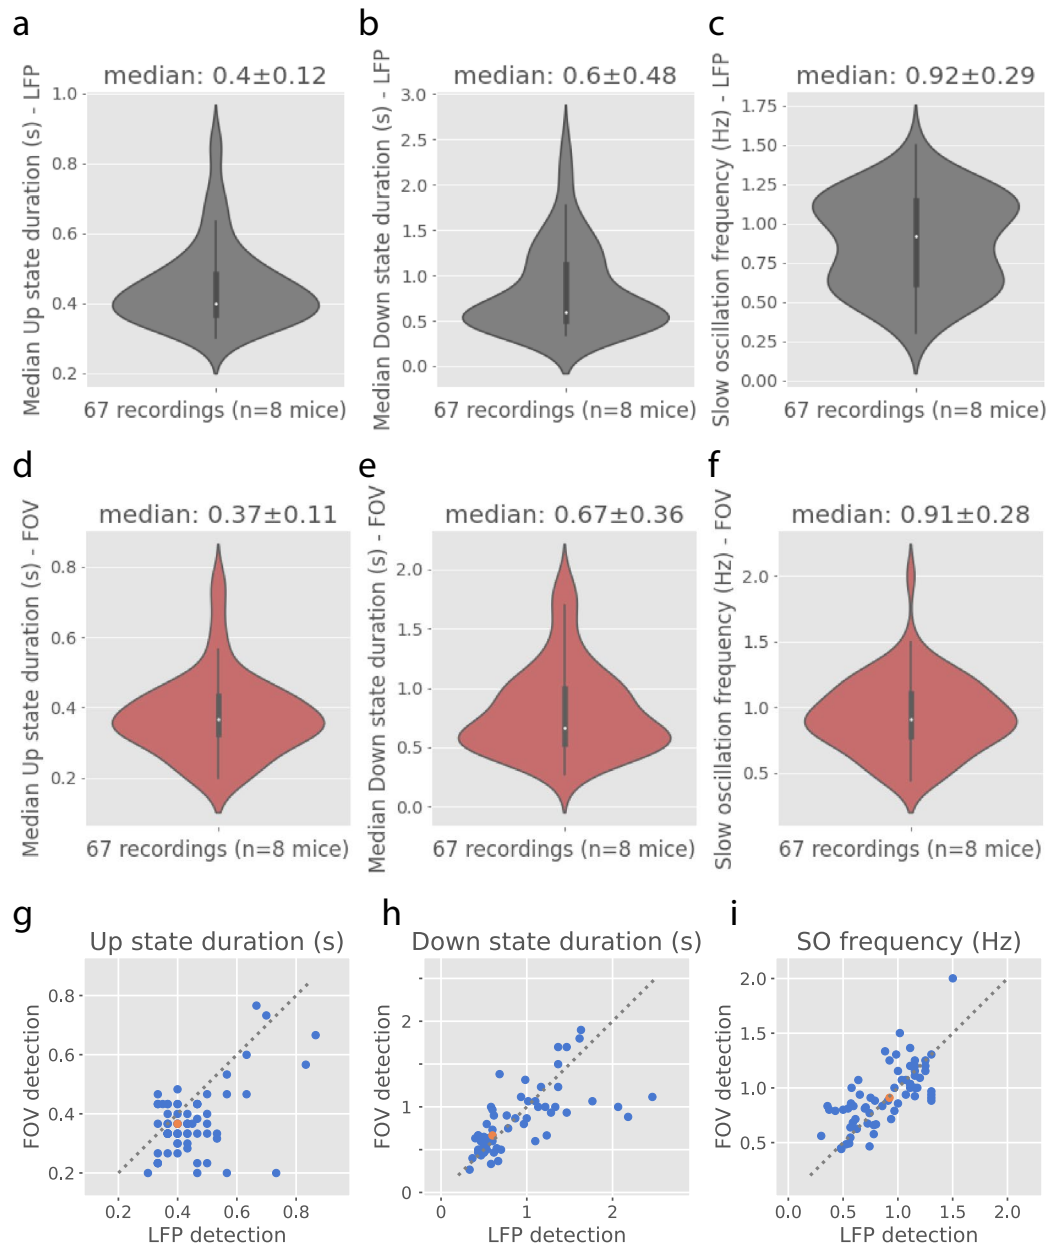 a
b
c
median: 0.4±0.12
median: 0.6±0.48
median: 0.92±0.29
Median Up state duration (s) - LFP
1.0
0.8
0.6
0.4
0.2
67 recordings (n=8 mice)
Median Down state duration (s) - LFP
3.0
2.0
1.5
1.0
0.5
0.0
67 recordings (n=8 mice)
Slow oscillation frequency (Hz) - LFP
1.75
1.50
1.25
1.00
0.75
0.50
0.25
0.00
67 recordings (n=8 mice)
d
e
f
median: 0.37±0.11
median: 0.67±0.36
median: 0.91±0.28
Median Up state duration (s) - FOV
0.8
0.6
0.4
0.2
67 recordings (n=8 mice)
Median Down state duration (s) - FOV
2.0
1.5
1.0
0.5
0.0
67 recordings (n=8 mice)
Slow oscillation frequency (Hz) - FOV
2.0
1.5
1.0
0.5
67 recordings (n=8 mice)
g
h
i
Up state duration (s)
Down state duration (s)
SO frequency (Hz)
FOV detection
0.8
0.6
0.4
0.2
0.2
0.4
0.6
0.8
LFP detection
FOV detection
2
1
0
0
1
2
LFP detection
FOV detection
2.0
1.5
1.0
0.5
0.0
0.5
1.0
1.5
2.0
LFP detection